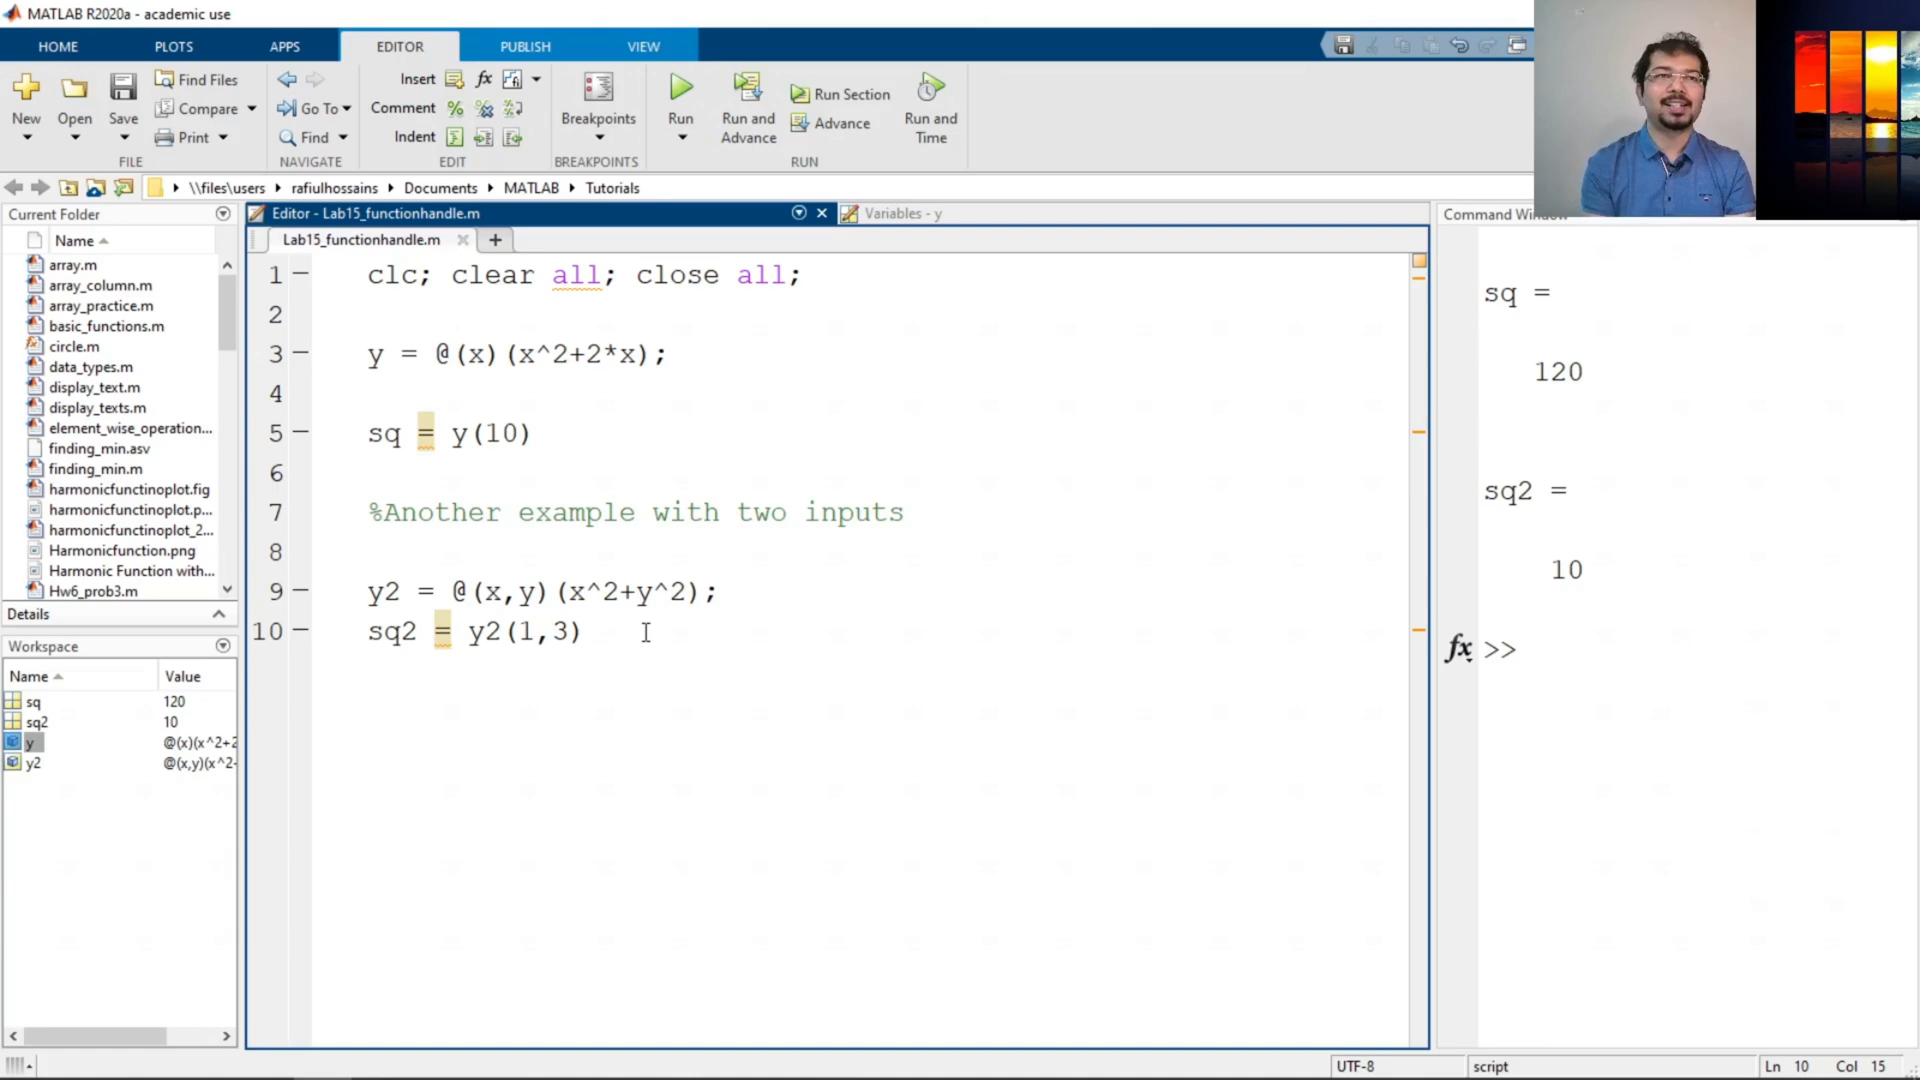 MATLAB R2020a - academic use
HOME PLOTS APPS EDITOR PUBLISH VIEW
New Open Save Find Files Compare Print
FILE
Go To Find
NAVIGATE
Insert fx
Comment %
Indent
EDIT
Breakpoints
BREAKPOINTS
Run Run and Advance Run Section Advance Run and Time
RUN
\\files\users rafiulhossains Documents MATLAB Tutorials
Current Folder
Name
array.m
array_column.m
array_practice.m
basic_functions.m
circle.m
data_types.m
display_text.m
display_texts.m
element_wise_operation...
finding_min.asv
finding_min.m
harmonicfunctinoplot.fig
harmonicfunctinoplot.p...
harmonicfunctinoplot_2...
Harmonicfunction.png
Harmonic Function with...
Hw6_prob3.m
Details
Workspace
Name Value
sq 120
sq2 10
y @(x)(x^2+2
y2 @(x,y)(x^2-
Editor - Lab15_functionhandle.m
Variables - y
Lab15_functionhandle.m
1 clc; clear all; close all;
2
3 y = @(x)(x^2+2*x);
4
5 sq = y(10)
6
7 %Another example with two inputs
8
9 y2 = @(x,y)(x^2+y^2);
10 sq2 = y2(1,3)
Command Window
sq =
120
sq2 =
10
fx >>
UTF-8 script Ln 10 Col 15